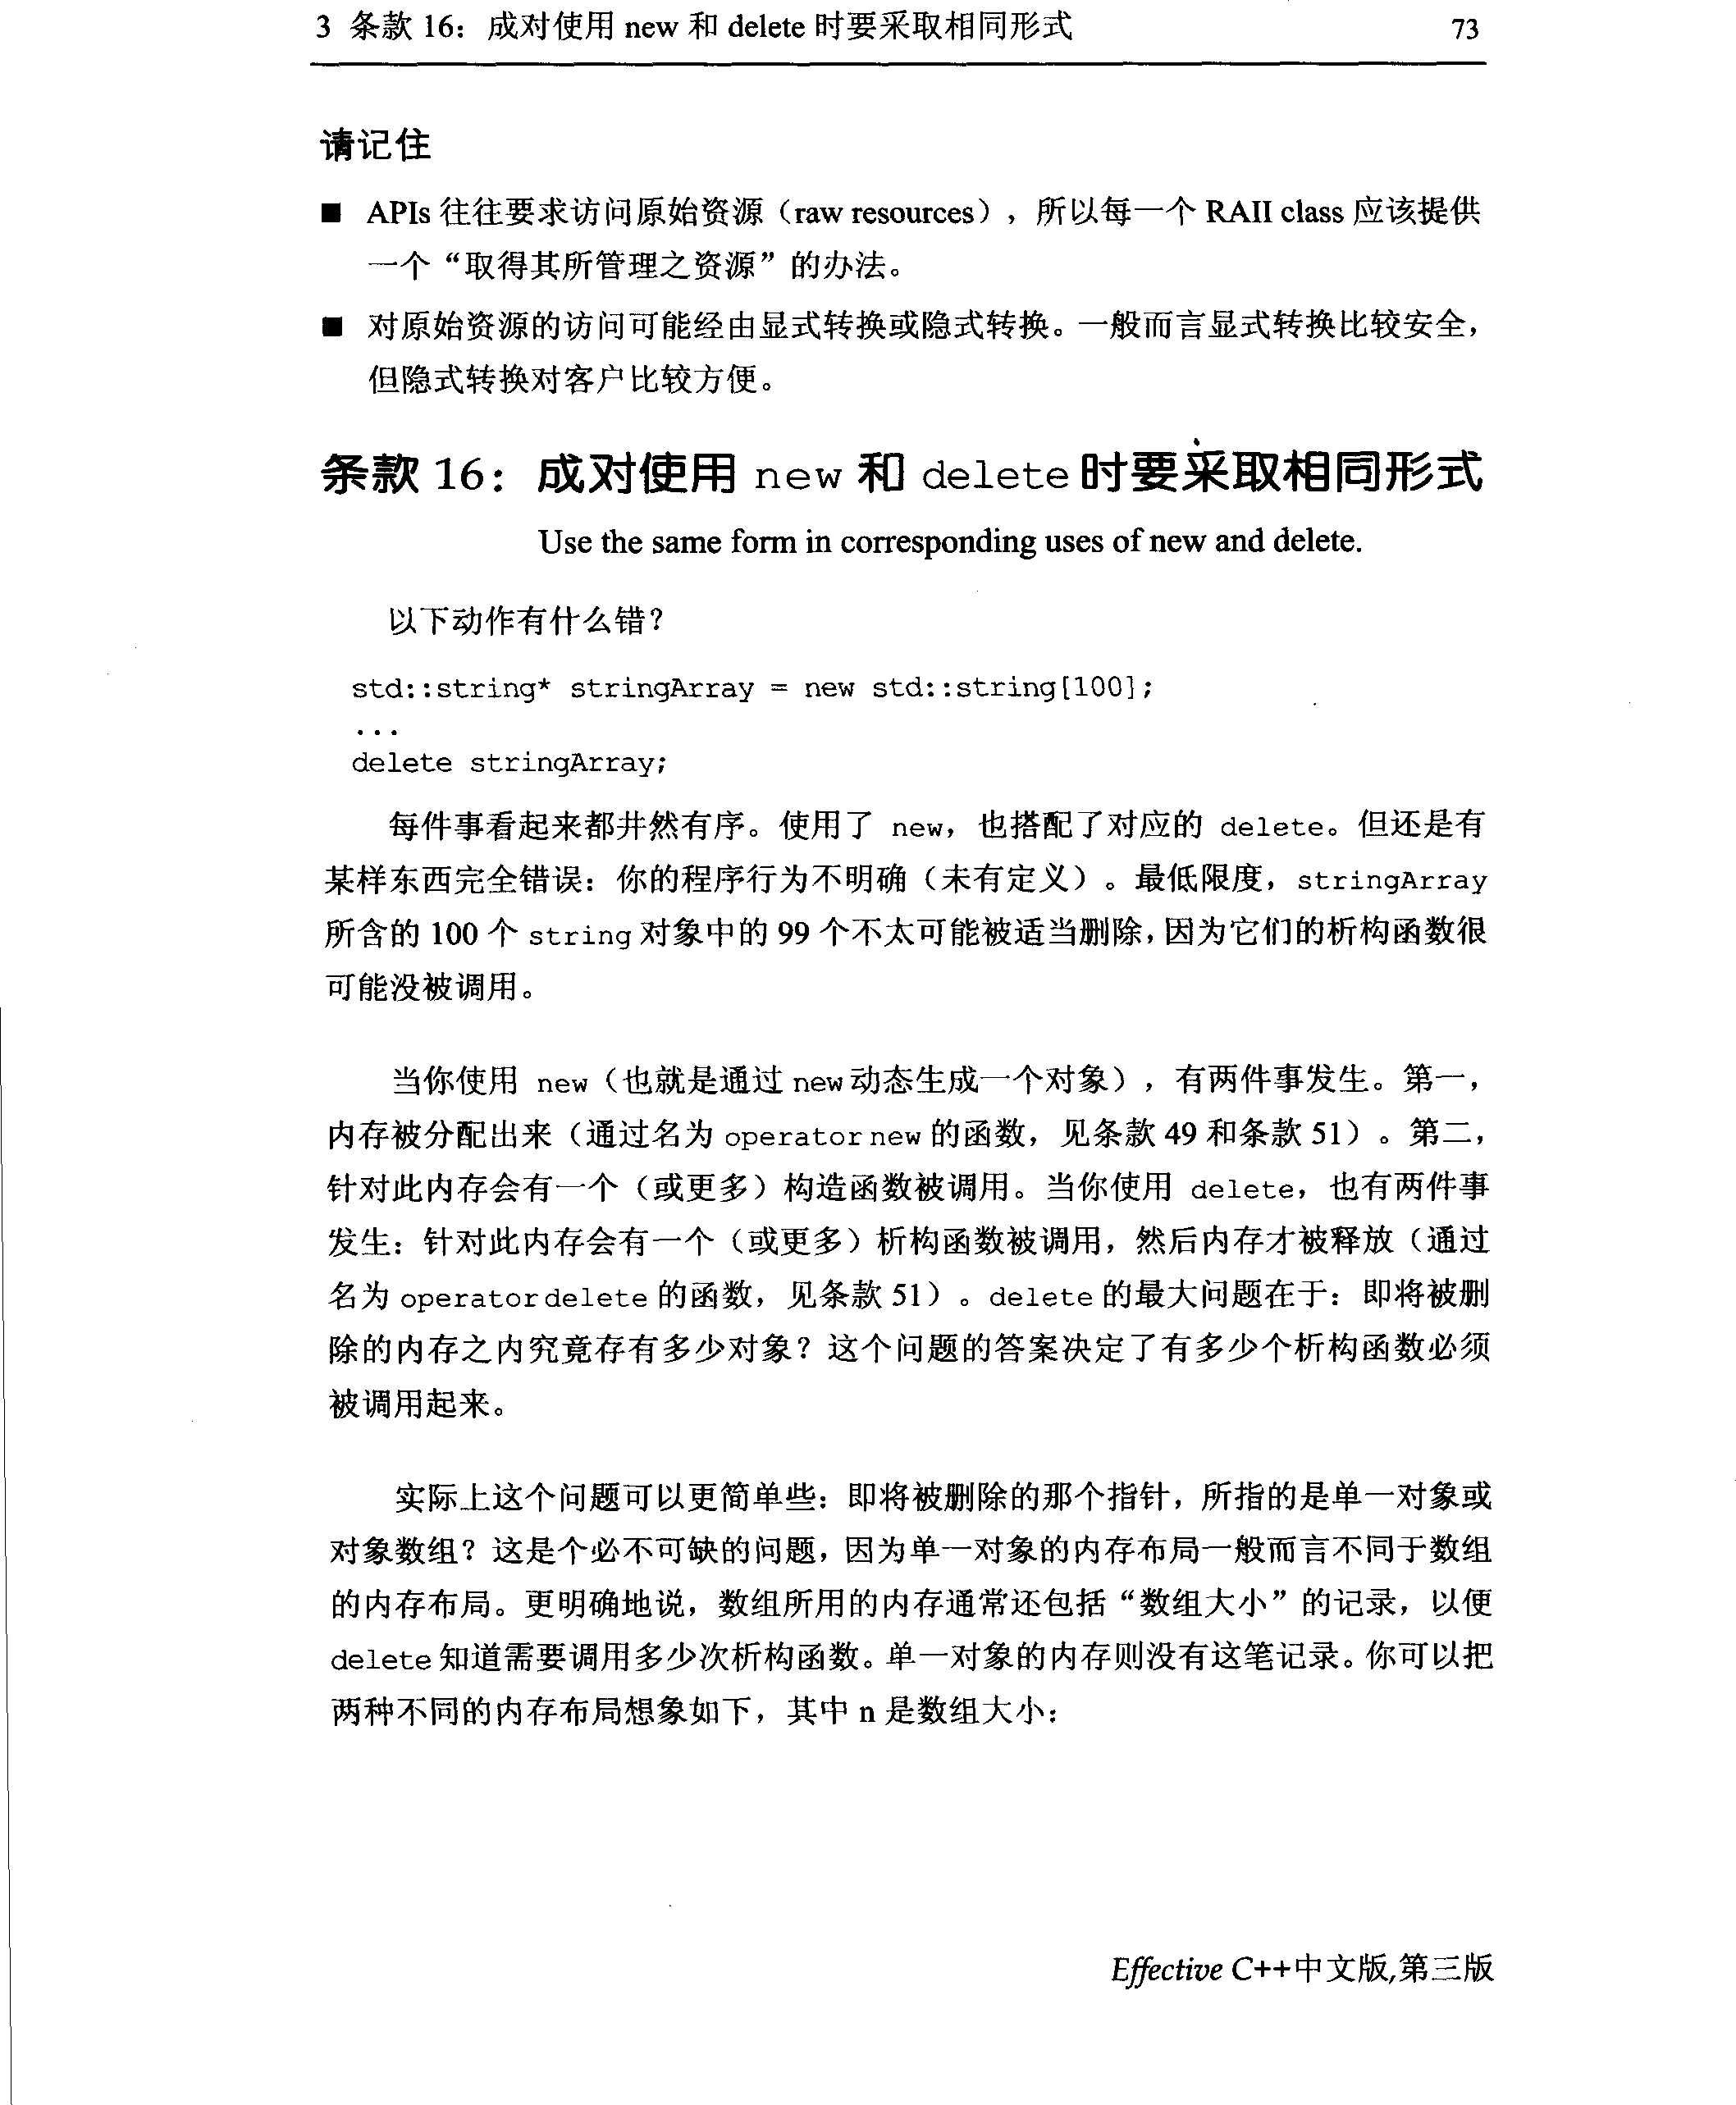 3 条款 16：成对使用 new 和 delete 时要采取相同形式 73
请记住
■ APIs 往往要求访问原始资源（raw resources），所以每一个 RAII class 应该提供
一个“取得其所管理之资源”的办法。
■ 对原始资源的访问可能经由显式转换或隐式转换。一般而言显式转换比较安全，
但隐式转换对客户比较方便。
条款 16：成对使用 new 和 delete 时要采取相同形式
Use the same form in corresponding uses of new and delete.
以下动作有什么错？
std::string* stringArray = new std::string[100];
...
delete stringArray;
每件事看起来都井然有序。使用了 new，也搭配了对应的 delete。但还是有
某样东西完全错误：你的程序行为不明确（未有定义）。最低限度，stringArray
所含的 100 个 string 对象中的 99 个不太可能被适当删除，因为它们的析构函数很
可能没被调用。
当你使用 new（也就是通过 new 动态生成一个对象），有两件事发生。第一，
内存被分配出来（通过名为 operator new 的函数，见条款 49 和条款 51）。第二，
针对此内存会有一个（或更多）构造函数被调用。当你使用 delete，也有两件事
发生：针对此内存会有一个（或更多）析构函数被调用，然后内存才被释放（通过
名为 operator delete 的函数，见条款 51）。delete 的最大问题在于：即将被删
除的内存之内究竟存有多少对象？这个问题的答案决定了有多少个析构函数必须
被调用起来。
实际上这个问题可以更简单些：即将被删除的那个指针，所指的是单一对象或
对象数组？这是个必不可缺的问题，因为单一对象的内存布局一般而言不同于数组
的内存布局。更明确地说，数组所用的内存通常还包括“数组大小”的记录，以便
delete 知道需要调用多少次析构函数。单一对象的内存则没有这笔记录。你可以把
两种不同的内存布局想象如下，其中 n 是数组大小：
Effective C++中文版,第三版